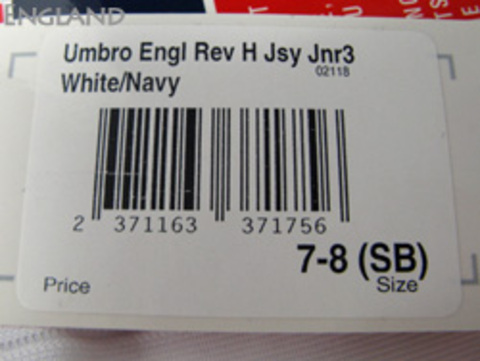 ENGLAND
Umbro Engl Rev H Jsy Jnr3
02118
White/Navy
2 371163 371756
7-8 (SB)
Price
Size